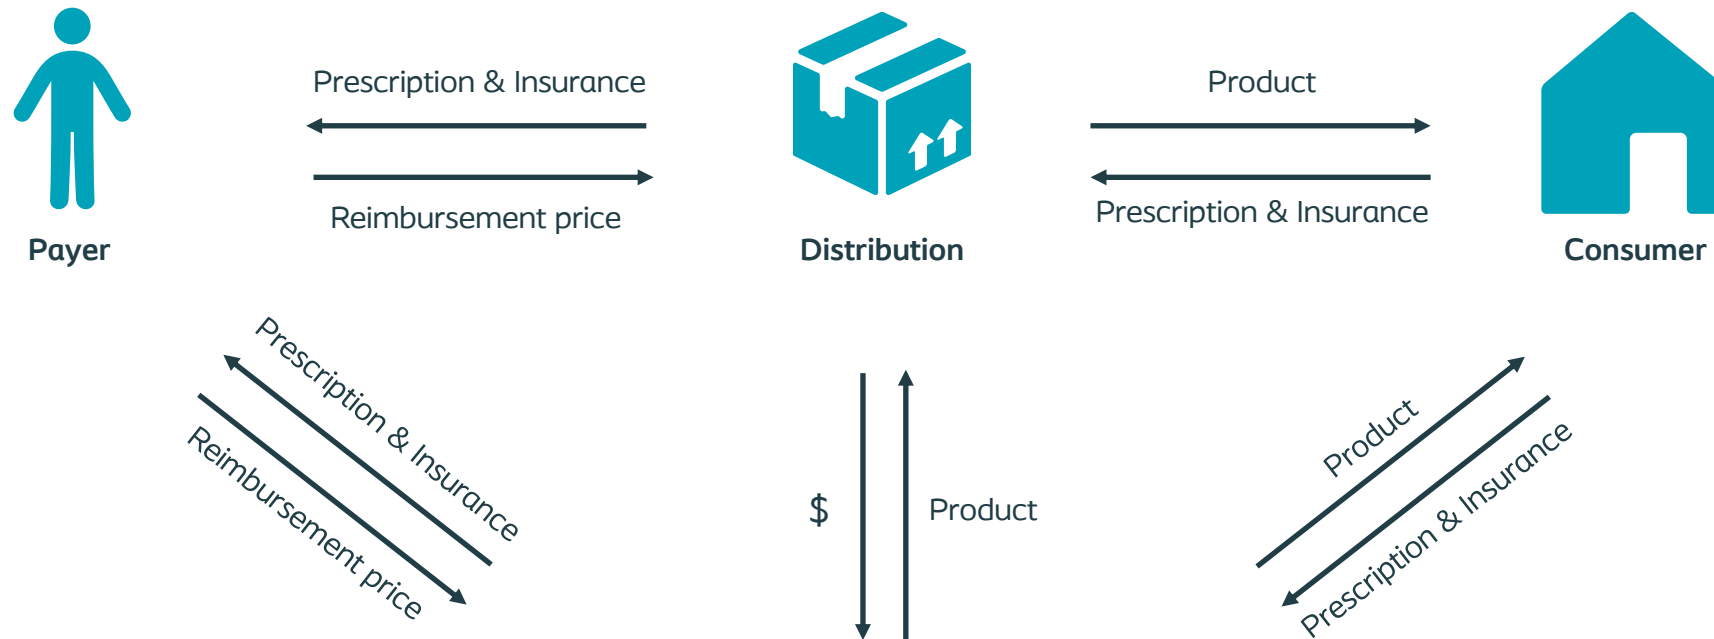 Prescription & Insurance
Product
Reimbursement price
Prescription & Insurance
Payer
Distribution
Consumer
Prescription & Insurance
Reimbursement price
$
Product
Product
Prescription & Insurance